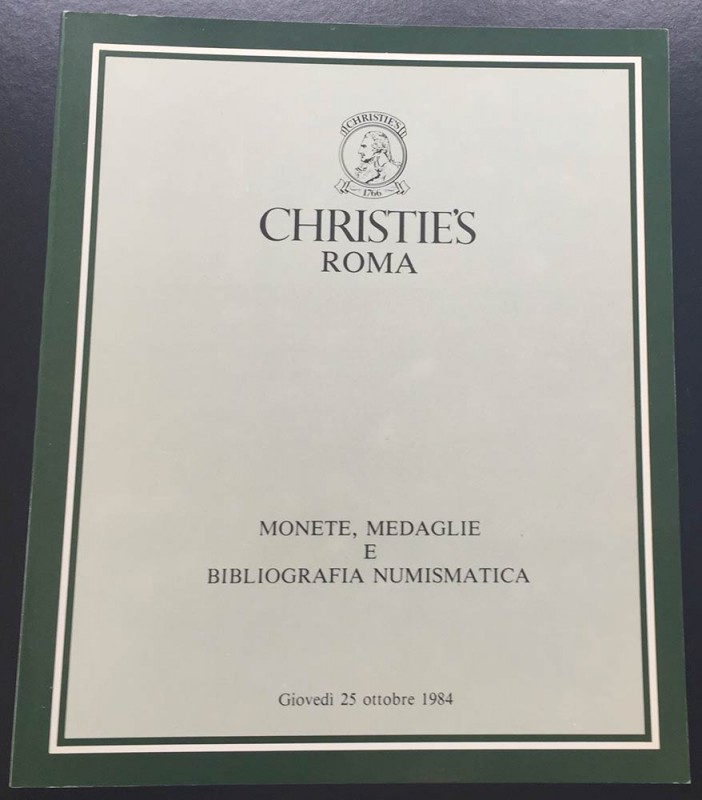 CHRISTIE'S
1766
CHRISTIE'S
ROMA
MONETE, MEDAGLIE
E
BIBLIOGRAFIA NUMISMATICA
Giovedì 25 ottobre 1984